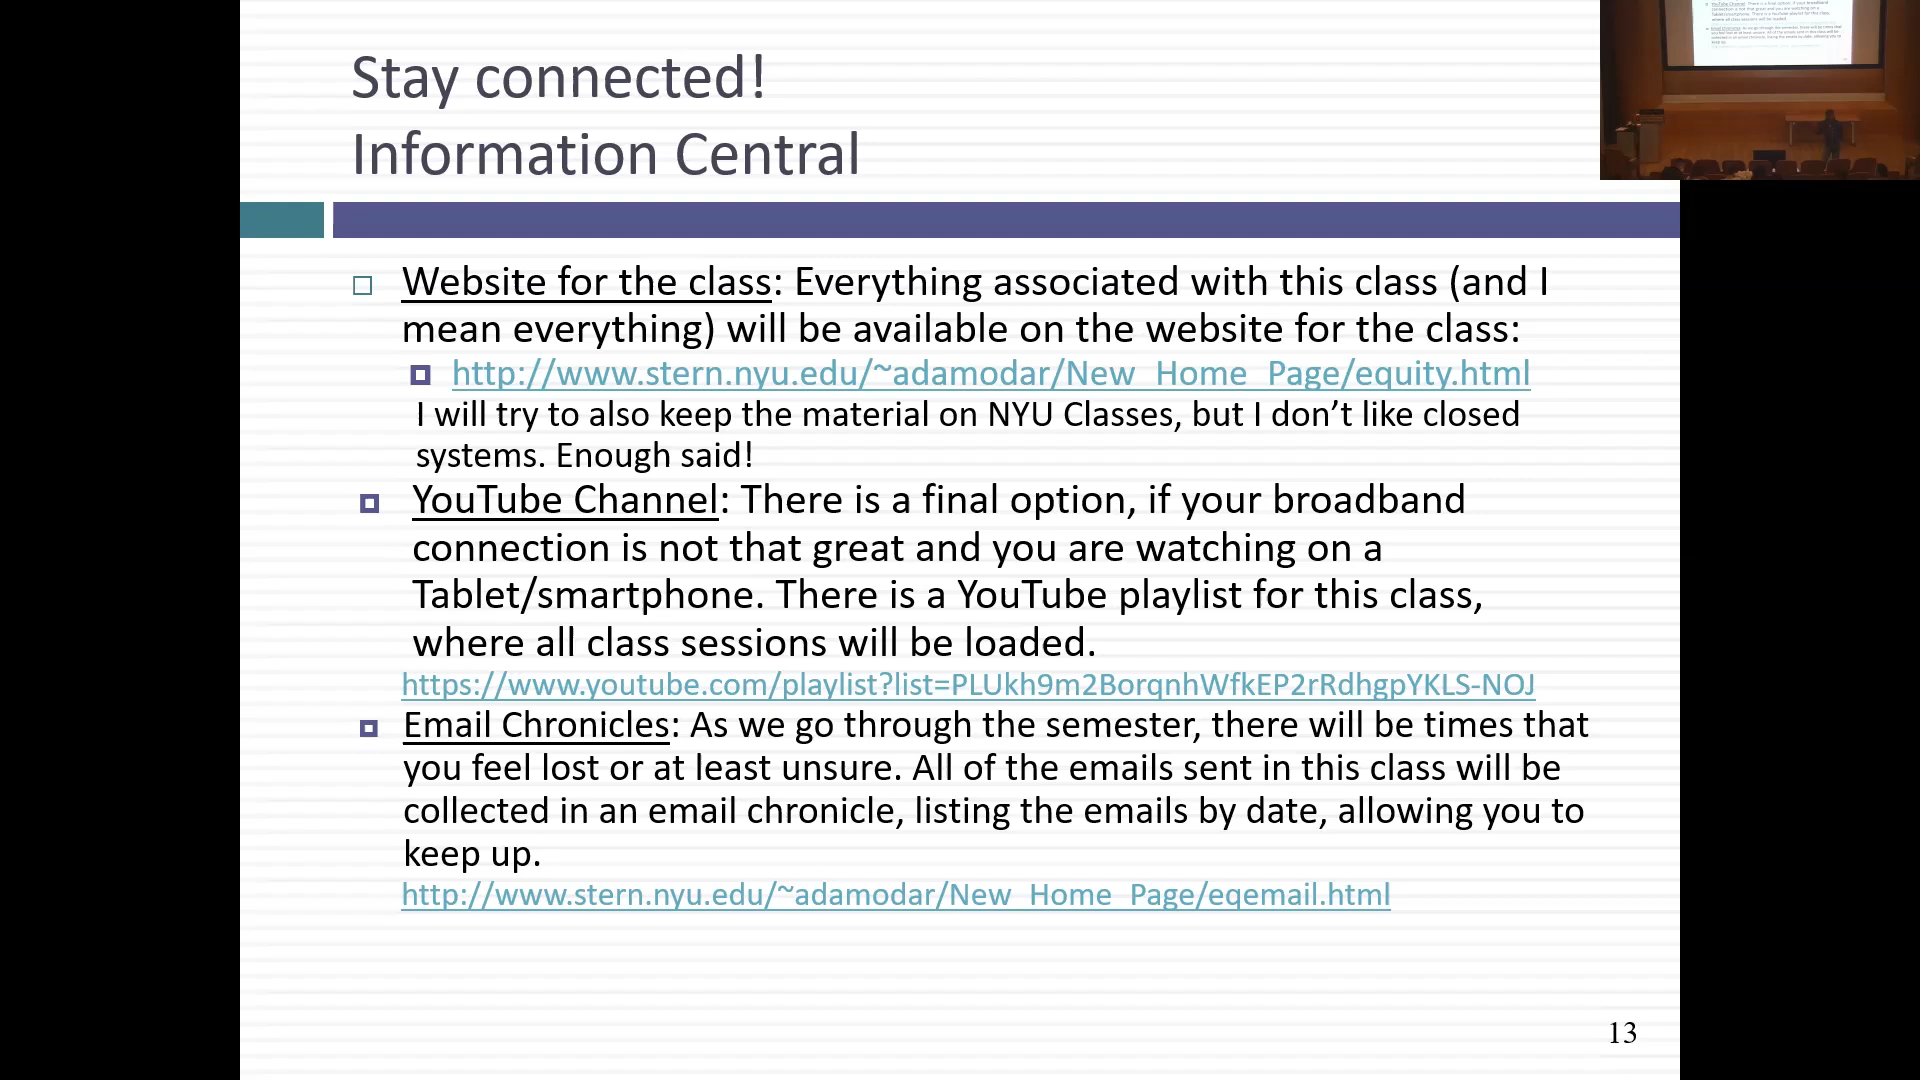 Stay connected!
Information Central
Website for the class: Everything associated with this class (and I
mean everything) will be available on the website for the class:
http://www.stern.nyu.edu/~adamodar/New_Home_Page/equity.html
I will try to also keep the material on NYU Classes, but I don’t like closed
systems. Enough said!
YouTube Channel: There is a final option, if your broadband
connection is not that great and you are watching on a
Tablet/smartphone. There is a YouTube playlist for this class,
where all class sessions will be loaded.
https://www.youtube.com/playlist?list=PLUkh9m2BorqnhWfkEP2rRdhgpYKLS-NOJ
Email Chronicles: As we go through the semester, there will be times that
you feel lost or at least unsure. All of the emails sent in this class will be
collected in an email chronicle, listing the emails by date, allowing you to
keep up.
http://www.stern.nyu.edu/~adamodar/New_Home_Page/eqemail.html
13